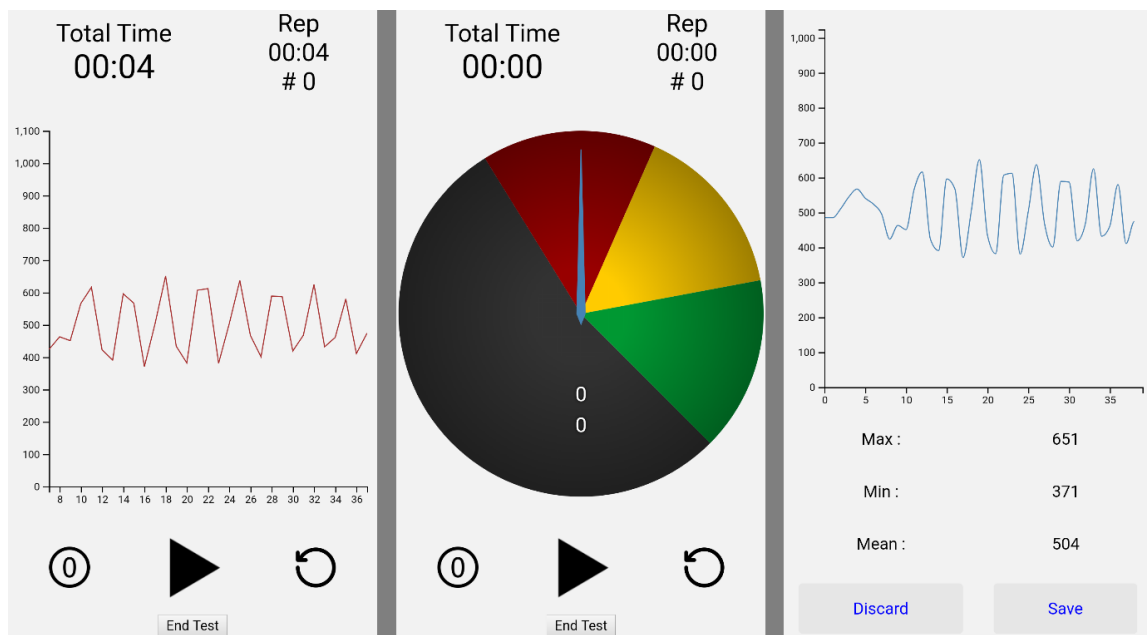 Total Time
00:04
Rep
00:04
# 0
1,100
1,000
900
800
700
600
500
400
300
200
100
0
8 10 12 14 16 18 20 22 24 26 28 30 32 34 36
0
End Test
Total Time
00:00
Rep
00:00
# 0
0
0
0
End Test
1,000
900
800
700
600
500
400
300
200
100
0
0 5 10 15 20 25 30 35
Max : 651
Min : 371
Mean : 504
Discard Save